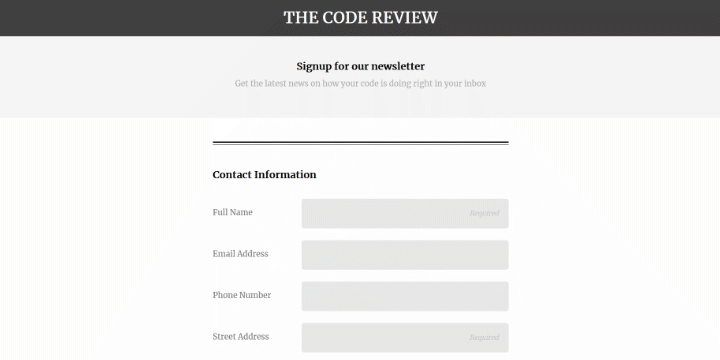 THE CODE REVIEW
Signup for our newsletter
Get the latest news on how your code is doing right in your inbox
Contact Information
Full Name Required
Email Address
Phone Number
Street Address Required